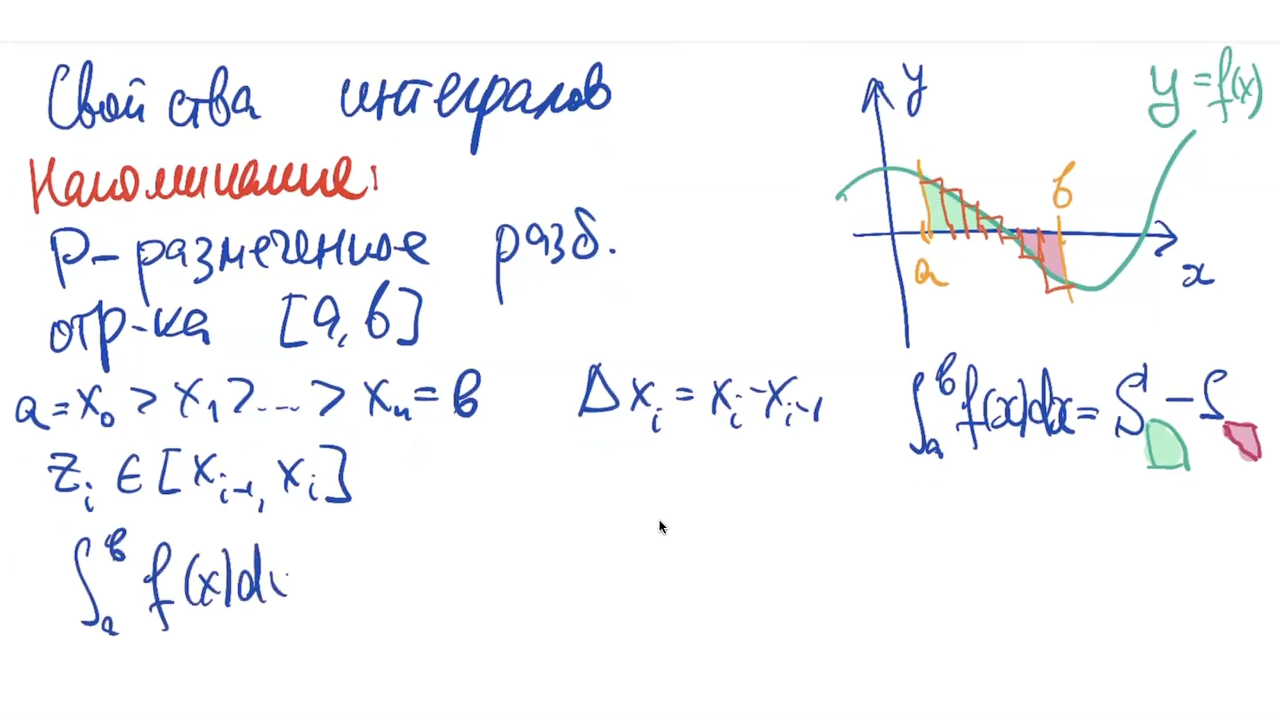 Свойства интегралов
Напоминание:
P – размеченное разб.
отр-ка [a, b]
a = x₀ > x₁ > ... > xₙ = b
Δxᵢ = xᵢ - xᵢ₋₁
zᵢ ∈ [xᵢ₋₁, xᵢ]
∫ₐᵇ f(x)d
y
y = f(x)
b
a
x
∫ₐᵇ f(x)dx = S - S